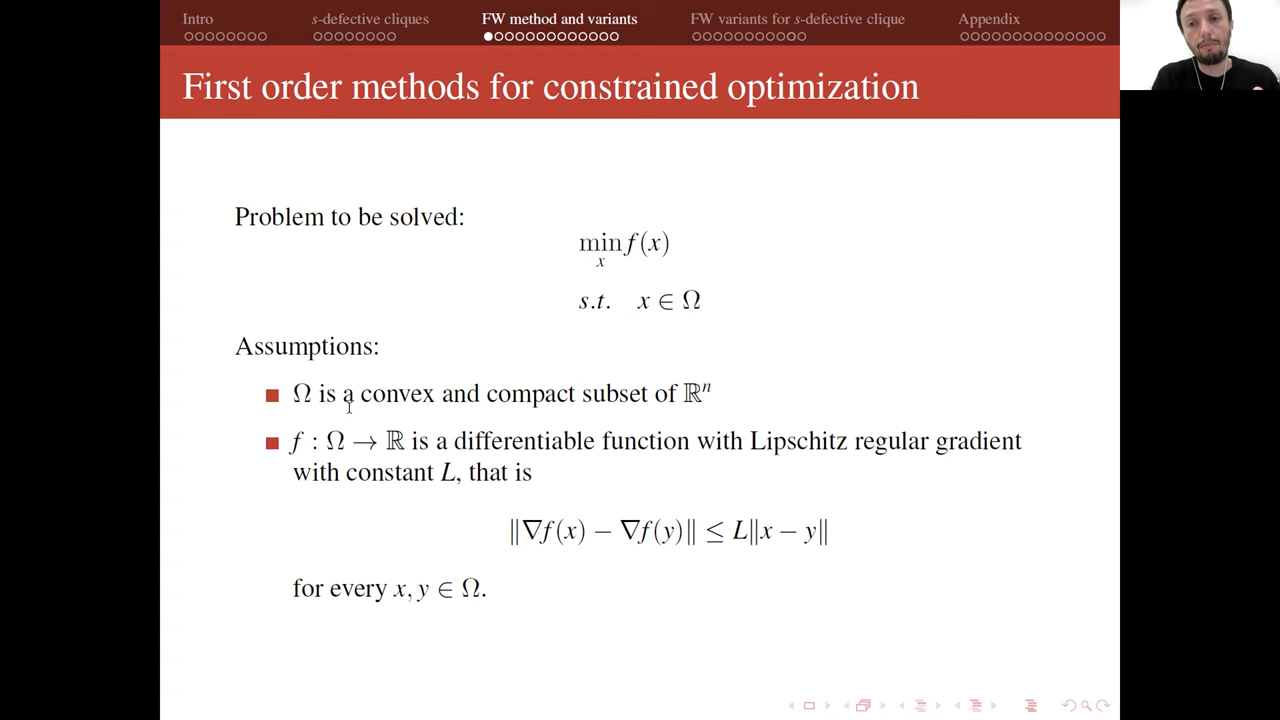 Intro s-defective cliques FW method and variants FW variants for s-defective clique Appendix
First order methods for constrained optimization
Problem to be solved:
min f(x)
x
s.t. x ∈ Ω
Assumptions:
Ω is a convex and compact subset of ℝⁿ
f : Ω → ℝ is a differentiable function with Lipschitz regular gradient
with constant L, that is
‖∇f(x) − ∇f(y)‖ ≤ L‖x − y‖
for every x, y ∈ Ω.